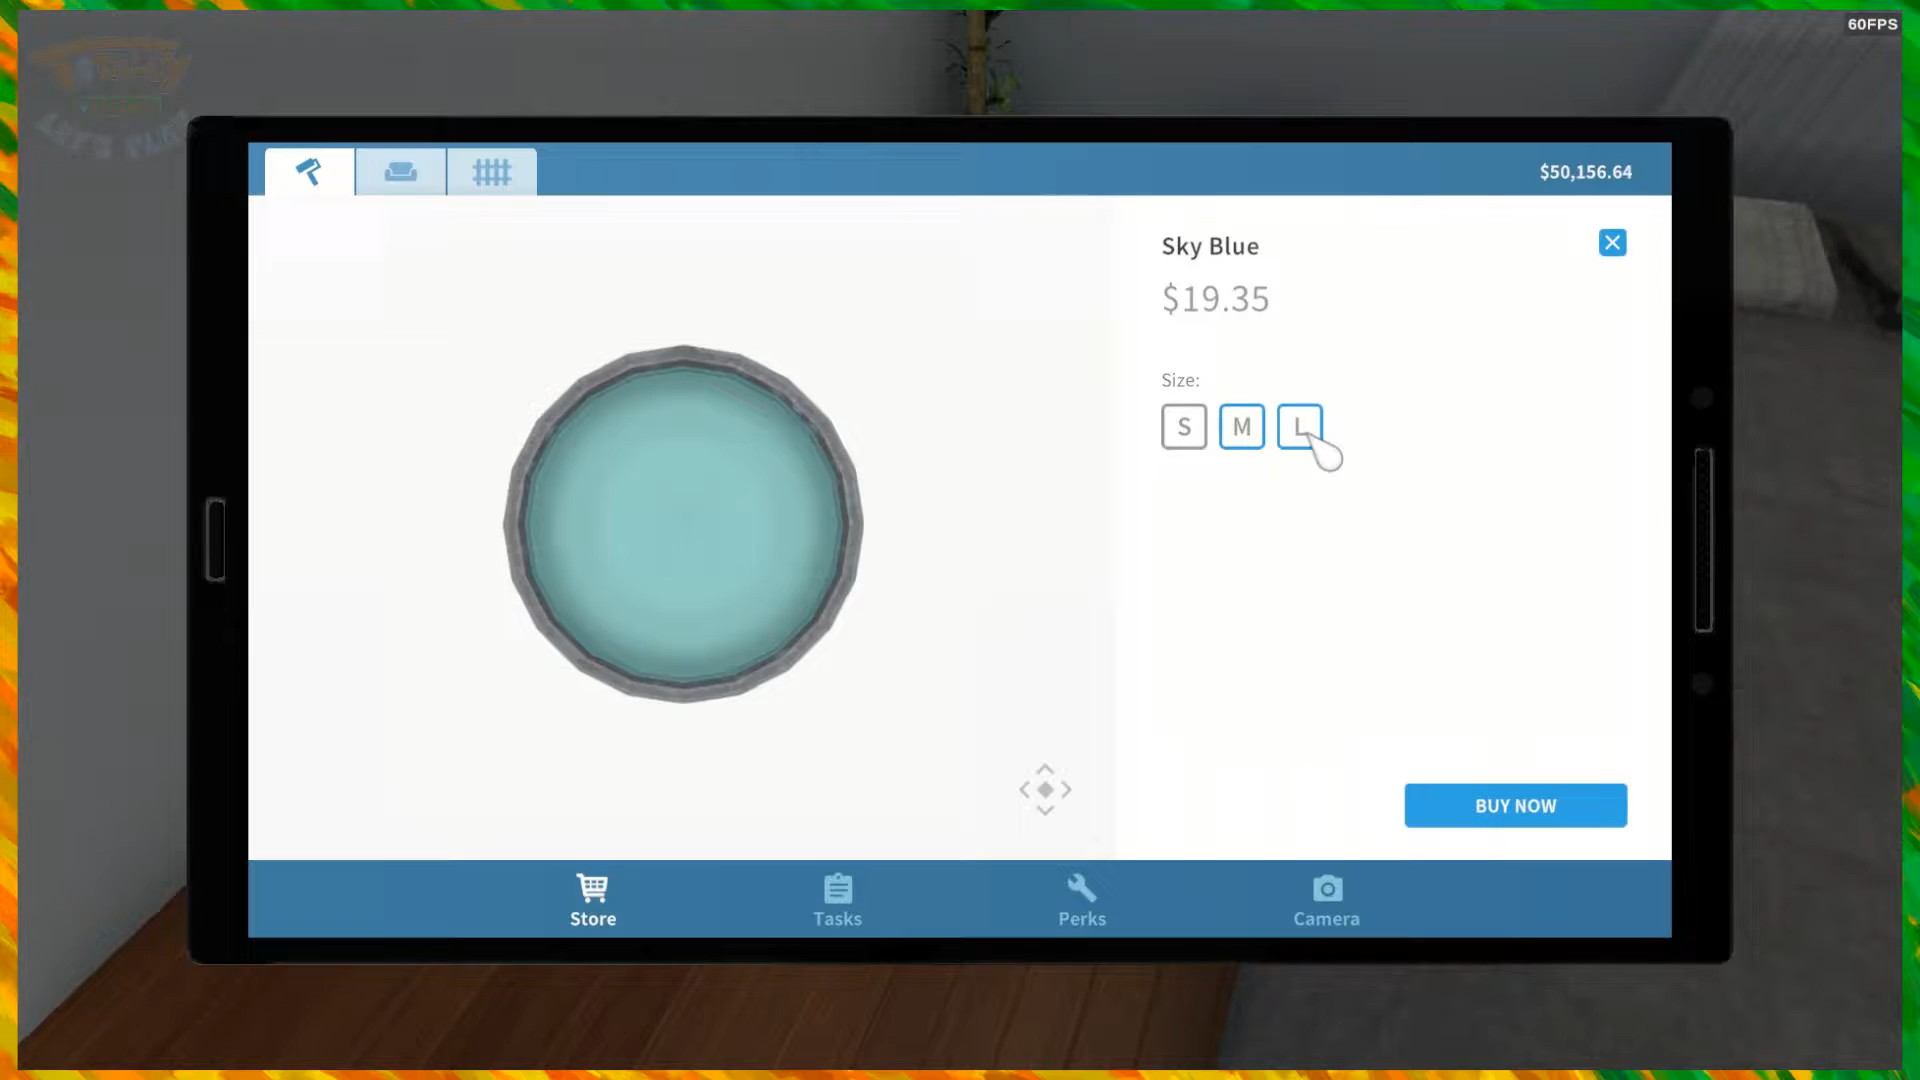 60FPS
$50,156.64
Sky Blue
$19.35
Size:
S M L
BUY NOW
Store Tasks Perks Camera